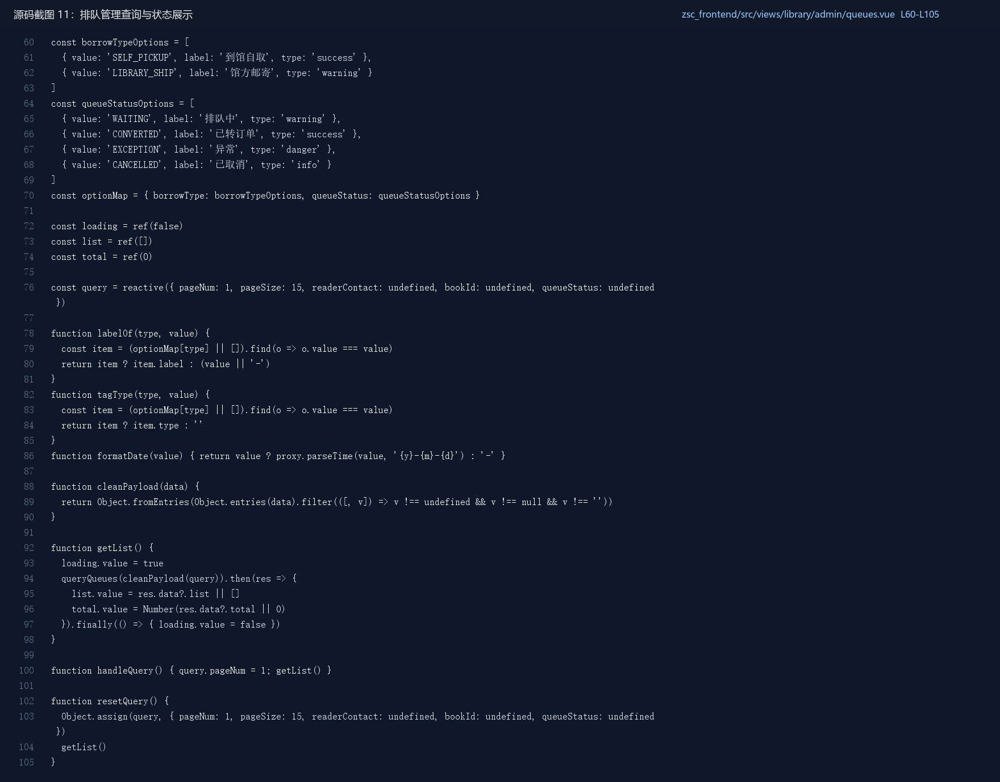 源码截图 11：排队管理查询与状态展示 zsc_frontend/src/views/library/admin/queues.vue L60-L105
60 const borrowTypeOptions = [
61   { value: 'SELF_PICKUP', label: '到馆自取', type: 'success' },
62   { value: 'LIBRARY_SHIP', label: '馆方邮寄', type: 'warning' }
63 ]
64 const queueStatusOptions = [
65   { value: 'WAITING', label: '排队中', type: 'warning' },
66   { value: 'CONVERTED', label: '已转订单', type: 'success' },
67   { value: 'EXCEPTION', label: '异常', type: 'danger' },
68   { value: 'CANCELLED', label: '已取消', type: 'info' }
69 ]
70 const optionMap = { borrowType: borrowTypeOptions, queueStatus: queueStatusOptions }
71
72 const loading = ref(false)
73 const list = ref([])
74 const total = ref(0)
75
76 const query = reactive({ pageNum: 1, pageSize: 15, readerContact: undefined, bookId: undefined, queueStatus: undefined
 })
77
78 function labelOf(type, value) {
79   const item = (optionMap[type] || []).find(o => o.value === value)
80   return item ? item.label : (value || '-')
81 }
82 function tagType(type, value) {
83   const item = (optionMap[type] || []).find(o => o.value === value)
84   return item ? item.type : ''
85 }
86 function formatDate(value) { return value ? proxy.parseTime(value, '{y}-{m}-{d}') : '-' }
87
88 function cleanPayload(data) {
89   return Object.fromEntries(Object.entries(data).filter(([, v]) => v !== undefined && v !== null && v !== ''))
90 }
91
92 function getList() {
93   loading.value = true
94   queryQueues(cleanPayload(query)).then(res => {
95     list.value = res.data?.list || []
96     total.value = Number(res.data?.total || 0)
97   }).finally(() => { loading.value = false })
98 }
99
100 function handleQuery() { query.pageNum = 1; getList() }
101
102 function resetQuery() {
103   Object.assign(query, { pageNum: 1, pageSize: 15, readerContact: undefined, bookId: undefined, queueStatus: undefined
 })
104   getList()
105 }